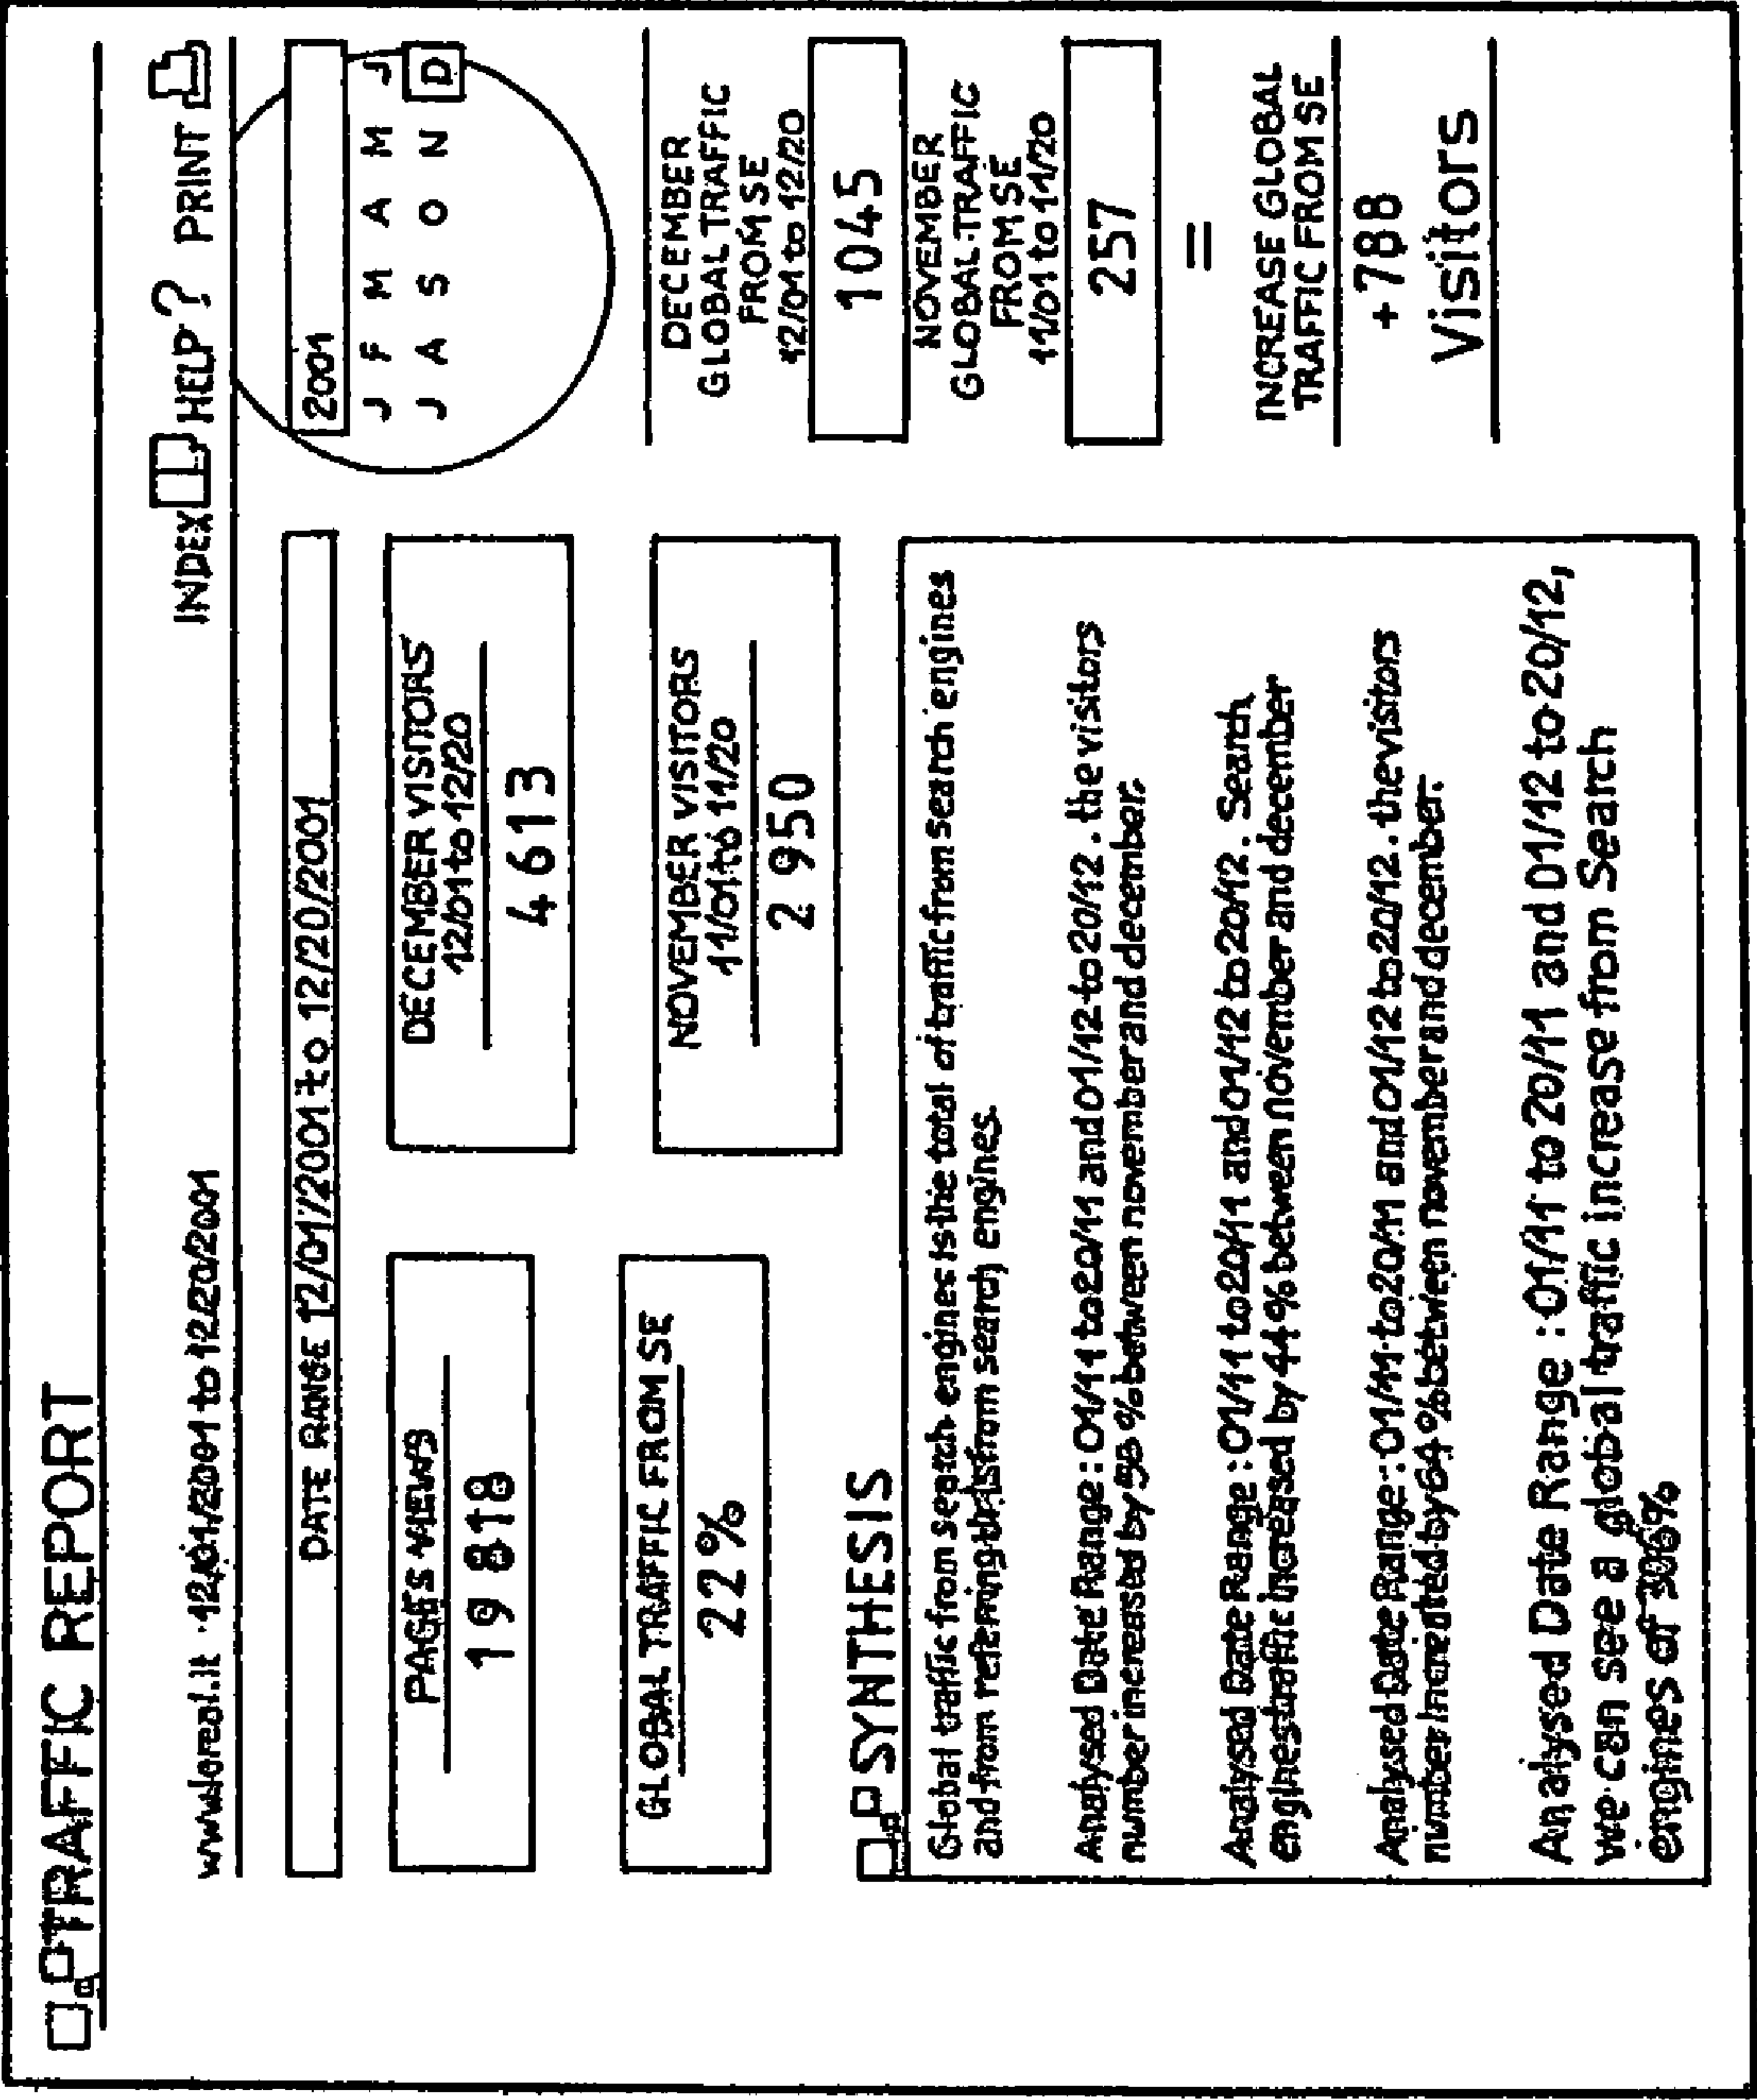 TRAFFIC REPORT
INDEX HELP? PRINT
www.loreal.it 12/01/2001 to 12/20/2001
DATE RANGE 12/01/2001 to 12/20/2001
2001
J F M A M J
J A S O N D
PAGES VIEWS
19 818
DECEMBER VISITORS
12/01 to 12/20
4 613
GLOBAL TRAFFIC FROM SE
22%
NOVEMBER VISITORS
11/01 to 11/20
2 950
DECEMBER
GLOBAL TRAFFIC
FROM SE
12/01 to 12/20
1045
NOVEMBER
GLOBAL TRAFFIC
FROM SE
11/01 to 11/20
257
=
INCREASE GLOBAL
TRAFFIC FROM SE
+788
Visitors
SYNTHESIS
Global traffic from search engines is the total of traffic from search engines
and from refering urls from search engines.
Analysed Date Range : 01/11 to 20/11 and 01/12 to 20/12. the visitors
number increased by % between november and december.
Analysed Date Range : 01/11 to 20/11 and 01/12 to 20/12. Search
engines traffic increased by 44% between november and december
Analysed Date Range : 01/11 to 20/11 and 01/12 to 20/12. the visitors
number by 64% between november and december.
Analysed Date Range : 01/11 to 20/11 and 01/12 to 20/12,
we can see a global traffic increase from Search
engines of 306%